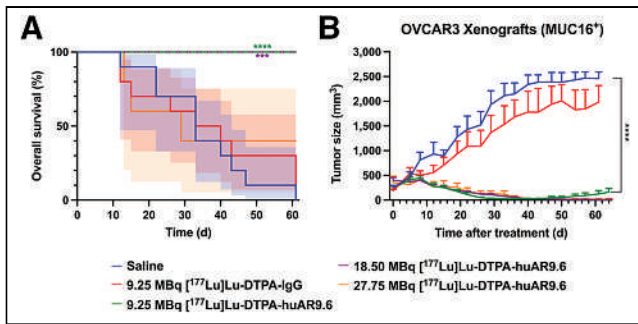 A
****
***
Overall survival (%)
100
50
0
0 10 20 30 40 50 60
Time (d)
B
OVCAR3 Xenografts (MUC16+)
Tumor size (mm³)
3,000
2,500
2,000
1,500
1,000
500
0
0 10 20 30 40 50 60
Time after treatment (d)
****
Saline
9.25 MBq [¹⁷⁷Lu]Lu-DTPA-IgG
9.25 MBq [¹⁷⁷Lu]Lu-DTPA-huAR9.6
18.50 MBq [¹⁷⁷Lu]Lu-DTPA-huAR9.6
27.75 MBq [¹⁷⁷Lu]Lu-DTPA-huAR9.6